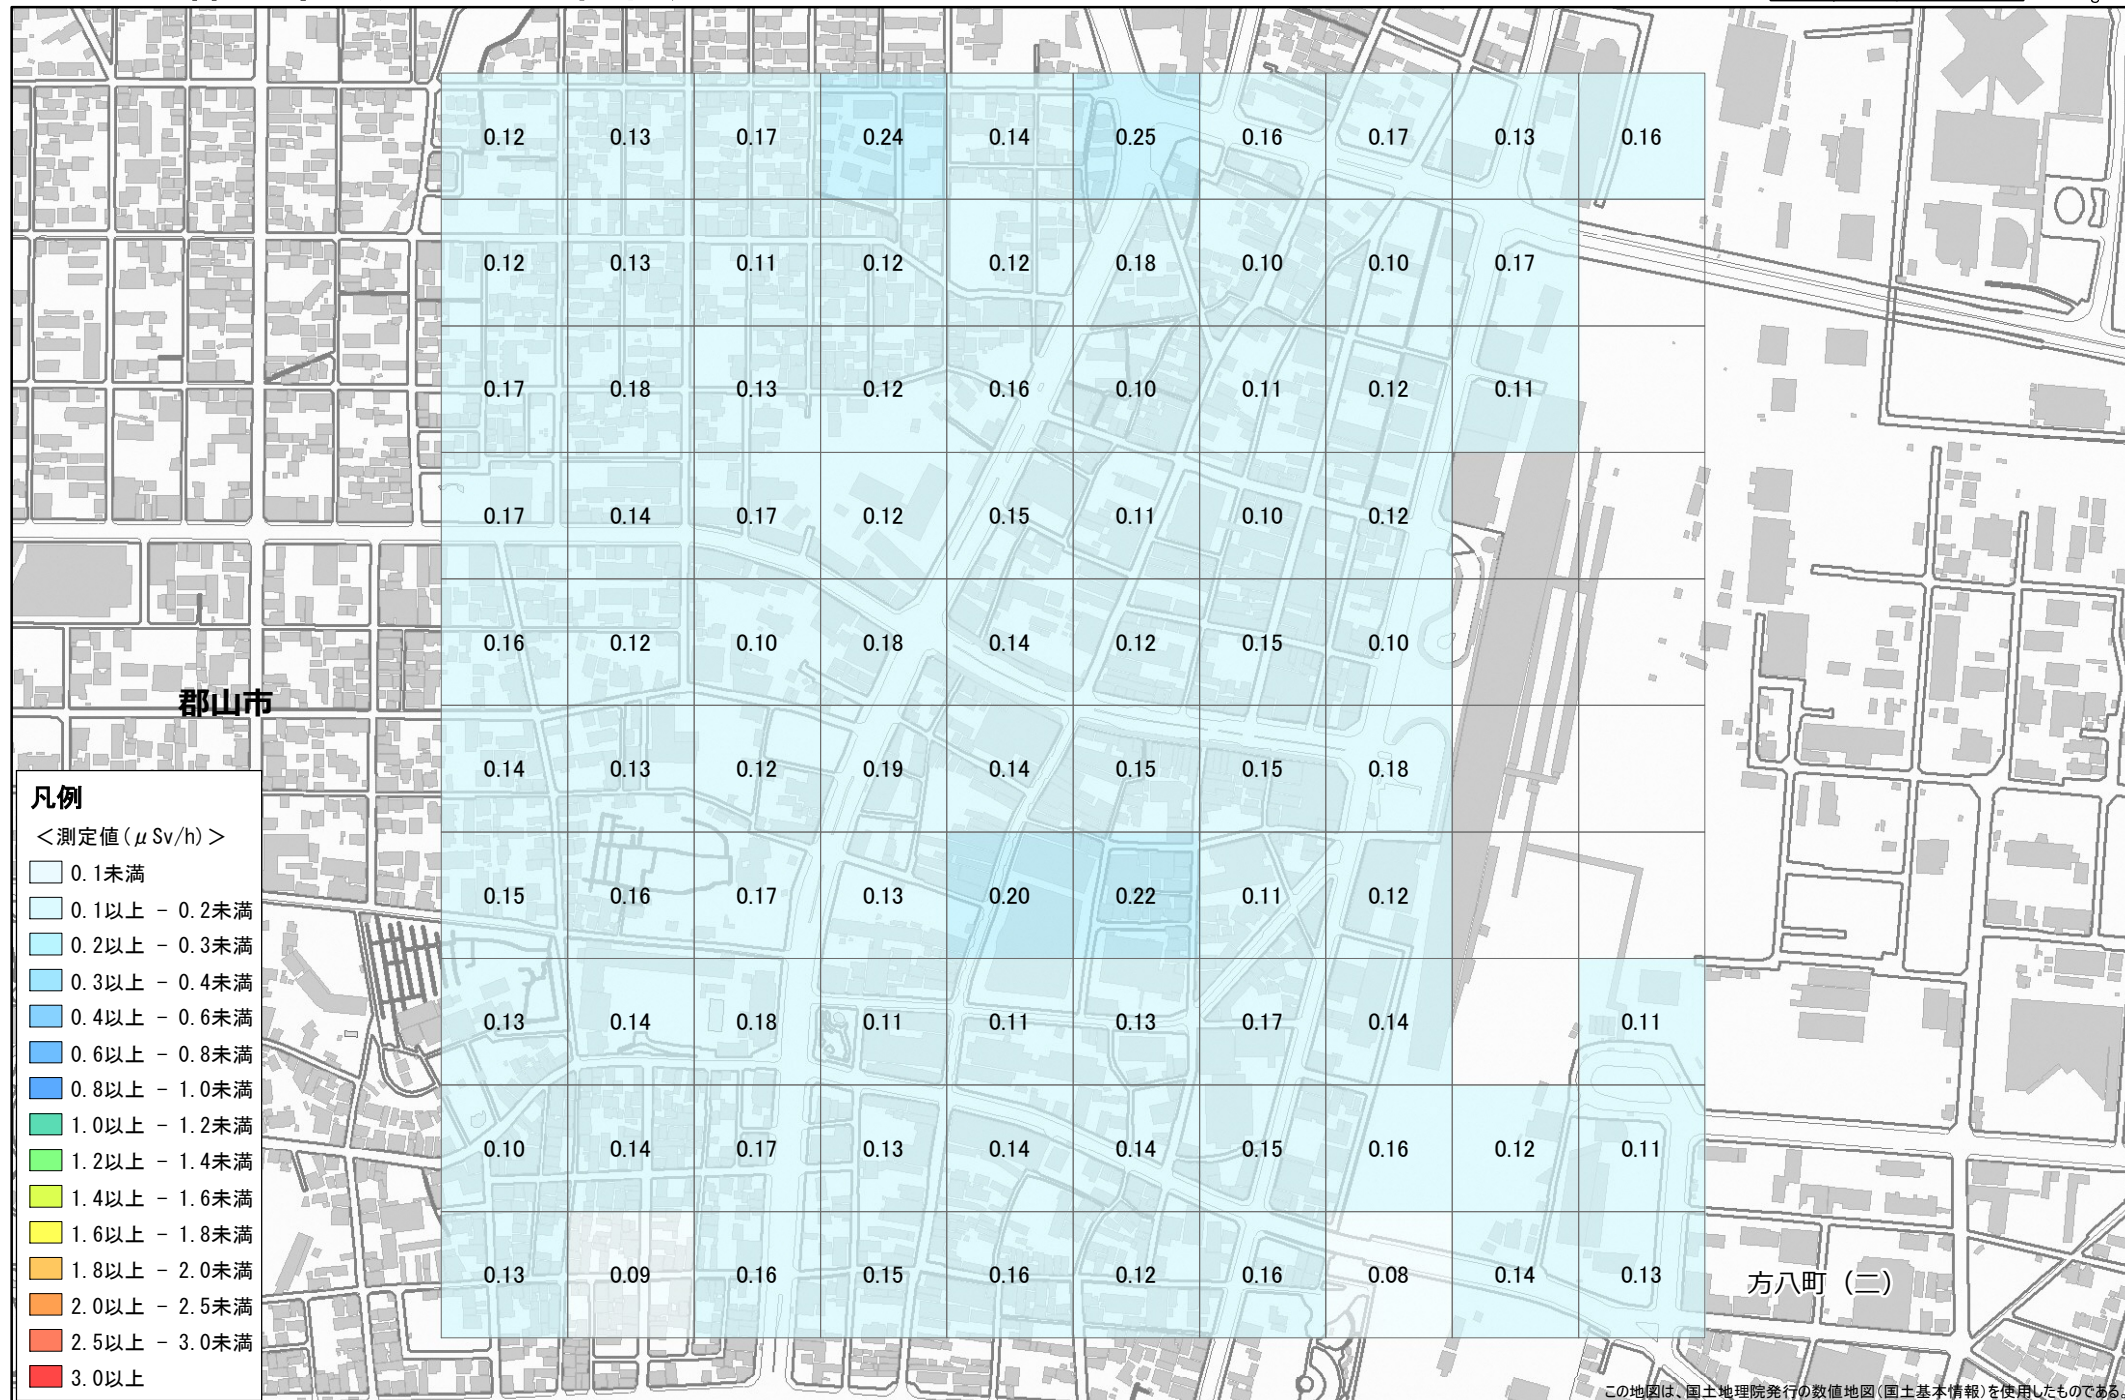 0.12 0.13 0.17 0.24 0.14 0.25 0.16 0.17 0.13 0.16
0.12 0.13 0.11 0.12 0.12 0.18 0.10 0.10 0.17
0.17 0.18 0.13 0.12 0.16 0.10 0.11 0.12 0.11
0.17 0.14 0.17 0.12 0.15 0.11 0.10 0.12
0.16 0.12 0.10 0.18 0.14 0.12 0.15 0.10
郡山市
0.14 0.13 0.12 0.19 0.14 0.15 0.15 0.18
0.15 0.16 0.17 0.13 0.20 0.22 0.11 0.12
0.13 0.14 0.18 0.11 0.11 0.13 0.17 0.14 0.11
0.10 0.14 0.17 0.13 0.14 0.14 0.15 0.16 0.12 0.11
0.13 0.09 0.16 0.15 0.16 0.12 0.16 0.08 0.14 0.13
方八町（二）
凡例
＜測定値(μSv/h)＞
0.1未満
0.1以上 - 0.2未満
0.2以上 - 0.3未満
0.3以上 - 0.4未満
0.4以上 - 0.6未満
0.6以上 - 0.8未満
0.8以上 - 1.0未満
1.0以上 - 1.2未満
1.2以上 - 1.4未満
1.4以上 - 1.6未満
1.6以上 - 1.8未満
1.8以上 - 2.0未満
2.0以上 - 2.5未満
2.5以上 - 3.0未満
3.0以上
この地図は、国土地理院発行の数値地図(国土基本情報)を使用したものである。